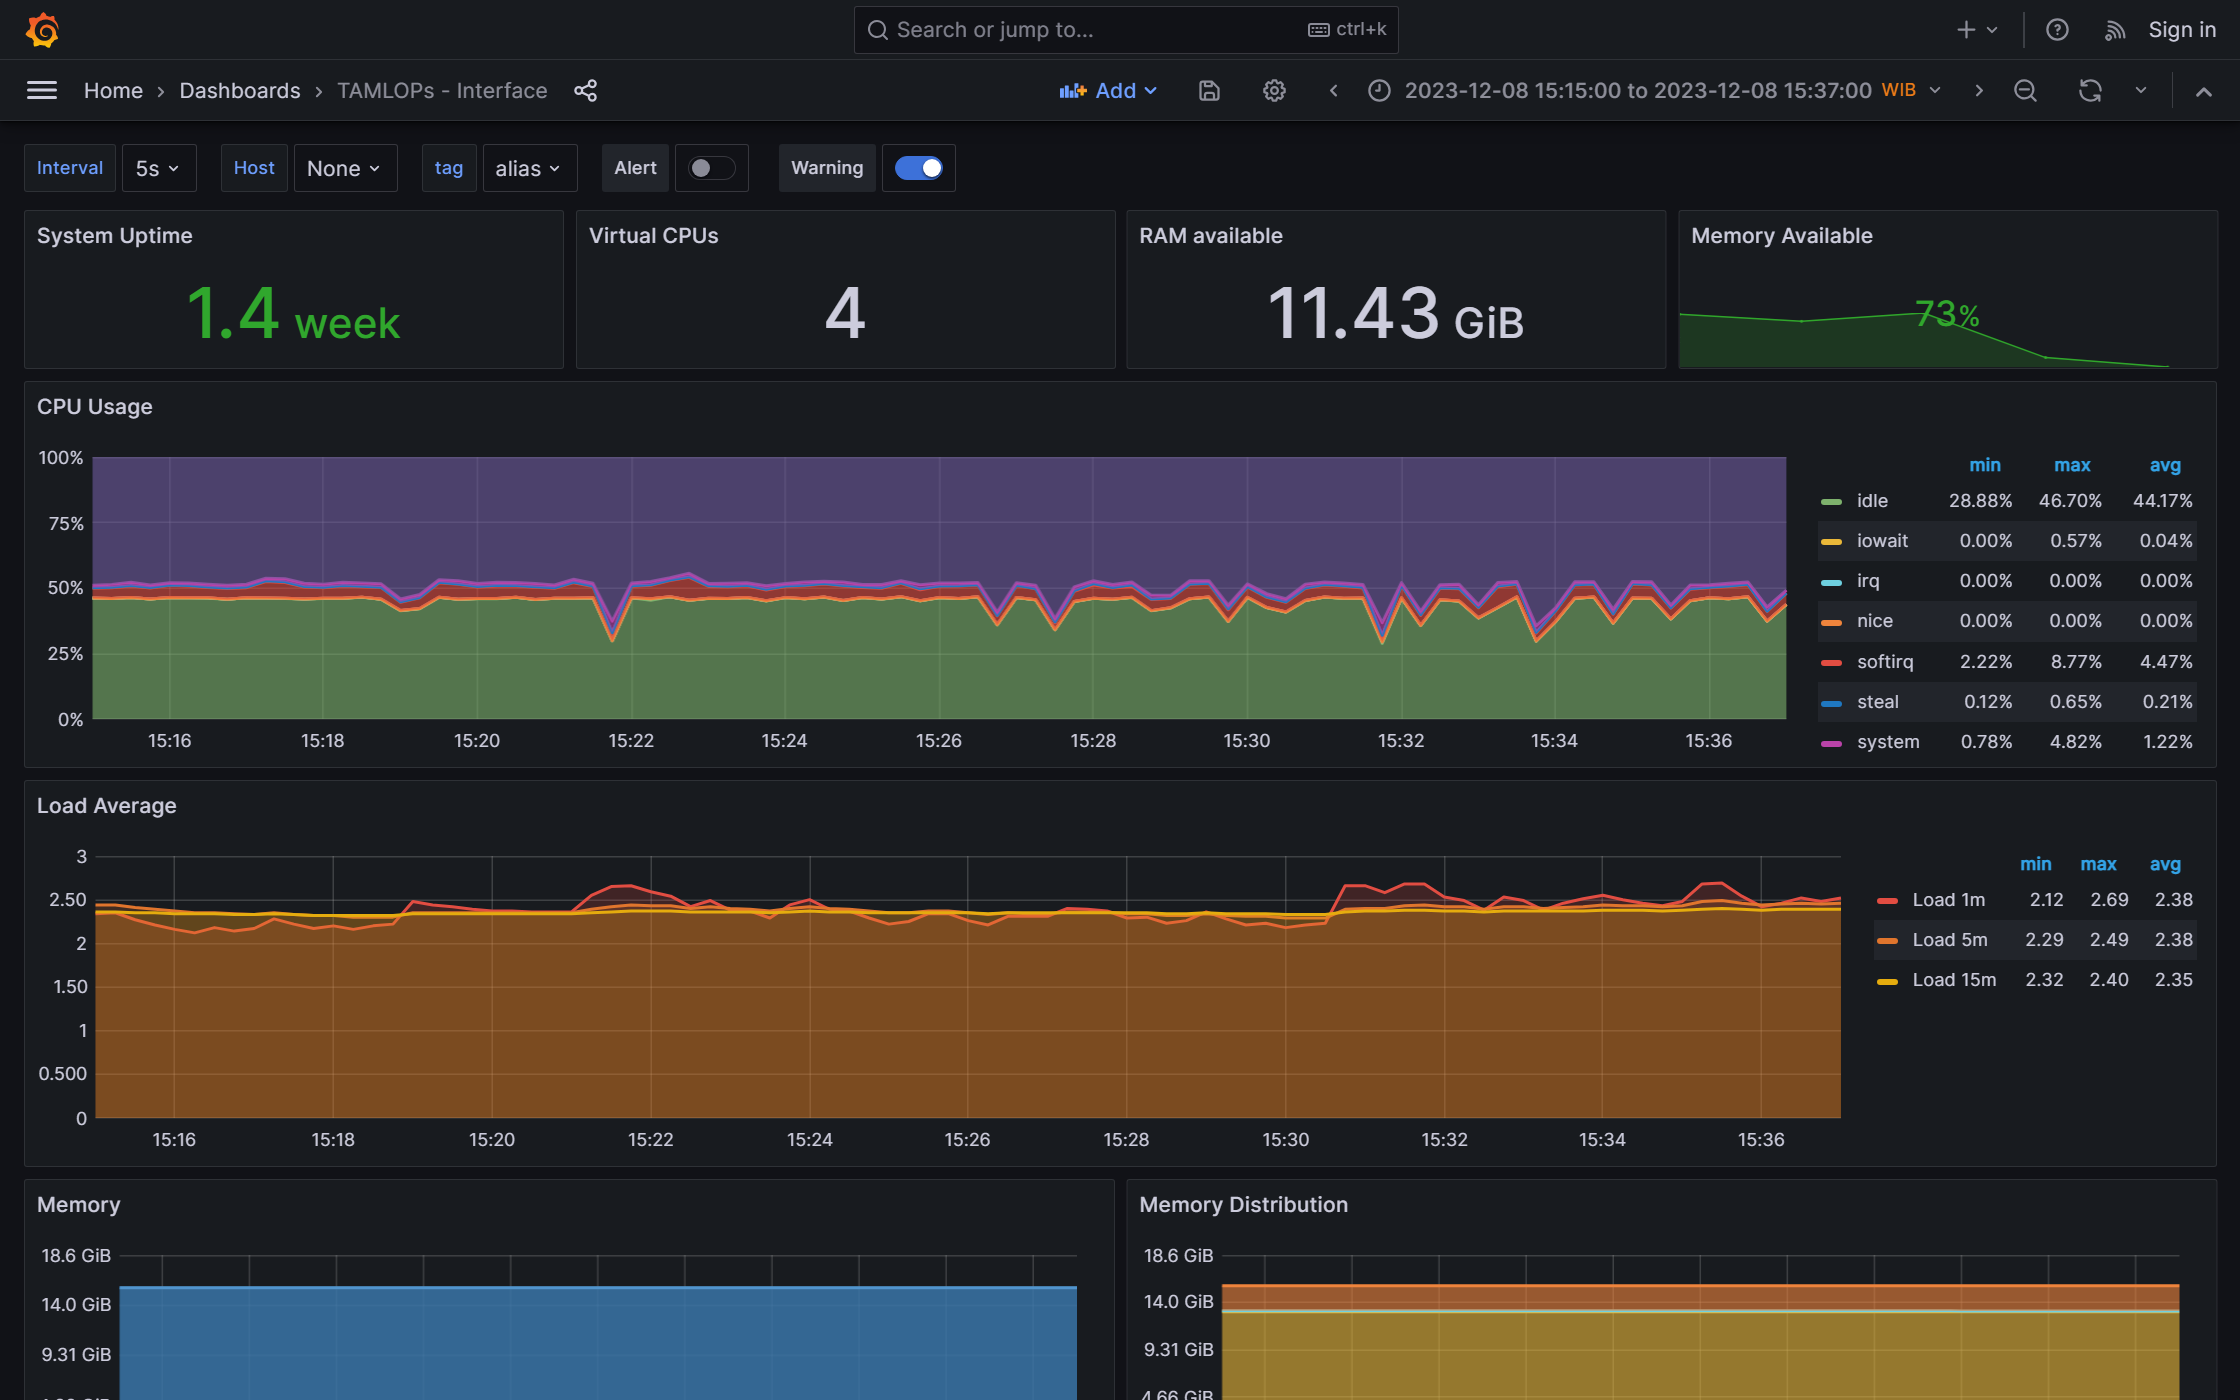 Search or jump to...
ctrl+k
Sign in
Home › Dashboards › TAMLOPs - Interface
Add
2023-12-08 15:15:00 to 2023-12-08 15:37:00 WIB
Interval 5s
Host None
tag alias
Alert
Warning
System Uptime
1.4 week
Virtual CPUs
4
RAM available
11.43 GiB
Memory Available
73%
CPU Usage
100%
75%
50%
25%
0%
15:16 15:18 15:20 15:22 15:24 15:26 15:28 15:30 15:32 15:34 15:36
min max avg
idle 28.88% 46.70% 44.17%
iowait 0.00% 0.57% 0.04%
irq 0.00% 0.00% 0.00%
nice 0.00% 0.00% 0.00%
softirq 2.22% 8.77% 4.47%
steal 0.12% 0.65% 0.21%
system 0.78% 4.82% 1.22%
Load Average
3
2.50
2
1.50
1
0.500
0
15:16 15:18 15:20 15:22 15:24 15:26 15:28 15:30 15:32 15:34 15:36
min max avg
Load 1m 2.12 2.69 2.38
Load 5m 2.29 2.49 2.38
Load 15m 2.32 2.40 2.35
Memory
18.6 GiB
14.0 GiB
9.31 GiB
Memory Distribution
18.6 GiB
14.0 GiB
9.31 GiB
4.66 GiB